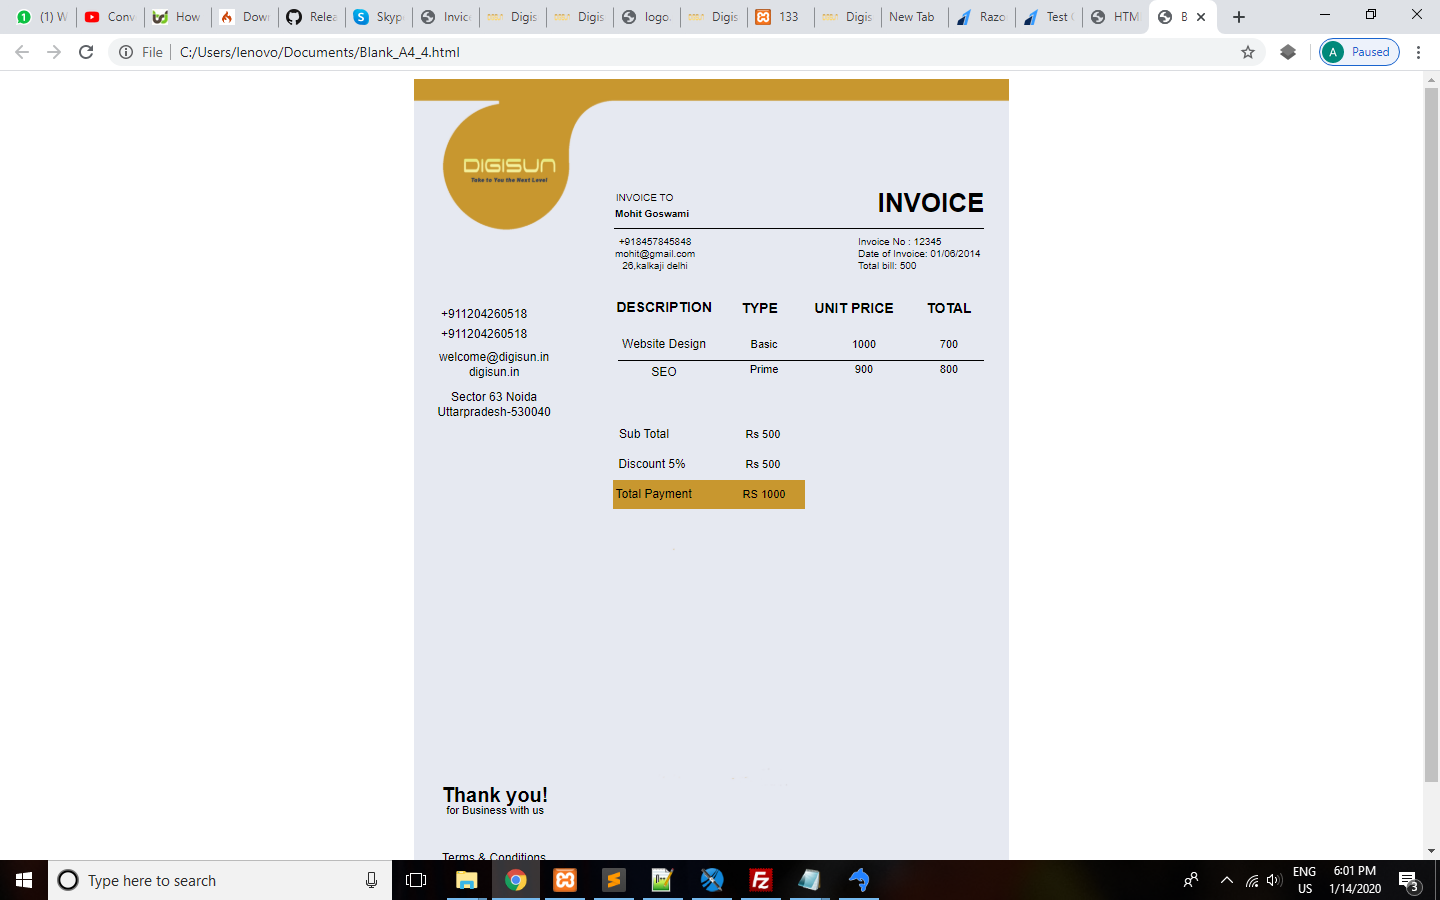 (1) W
Conv
How
Down
Relea
Skype
Invoic
Digis
Digis
logo.
Digis
133
Digis
New Tab
Razo
Test
HTM
B
File
C:/Users/lenovo/Documents/Blank_A4_4.html
A
Paused
DIGISUN
Take to You the Next Level
INVOICE TO
Mohit Goswami
INVOICE
+918457845848
mohit@gmail.com
26,kalkaji delhi
Invoice No : 12345
Date of Invoice: 01/06/2014
Total bill: 500
+911204260518
+911204260518
welcome@digisun.in
digisun.in
Sector 63 Noida
Uttarpradesh-530040
DESCRIPTION TYPE UNIT PRICE TOTAL
Website Design Basic 1000 700
SEO Prime 900 800
Sub Total Rs 500
Discount 5% Rs 500
Total Payment RS 1000
Thank you!
for Business with us
Terms & Conditions
Type here to search
ENG
US
6:01 PM
1/14/2020
3